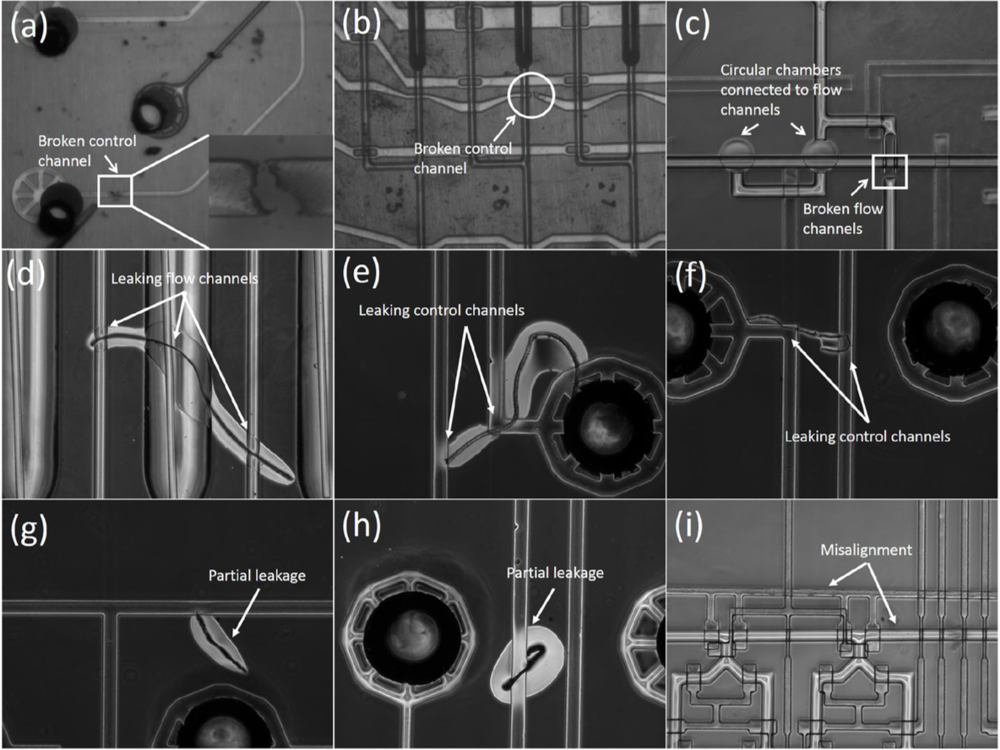 (a)
Broken control
channel
(b)
Broken control
channel
(c)
Circular chambers
connected to flow
channels
Broken flow
channels
(d)
Leaking flow channels
(e)
Leaking control channels
(f)
Leaking control channels
(g)
Partial leakage
(h)
Partial leakage
(i)
Misalignment